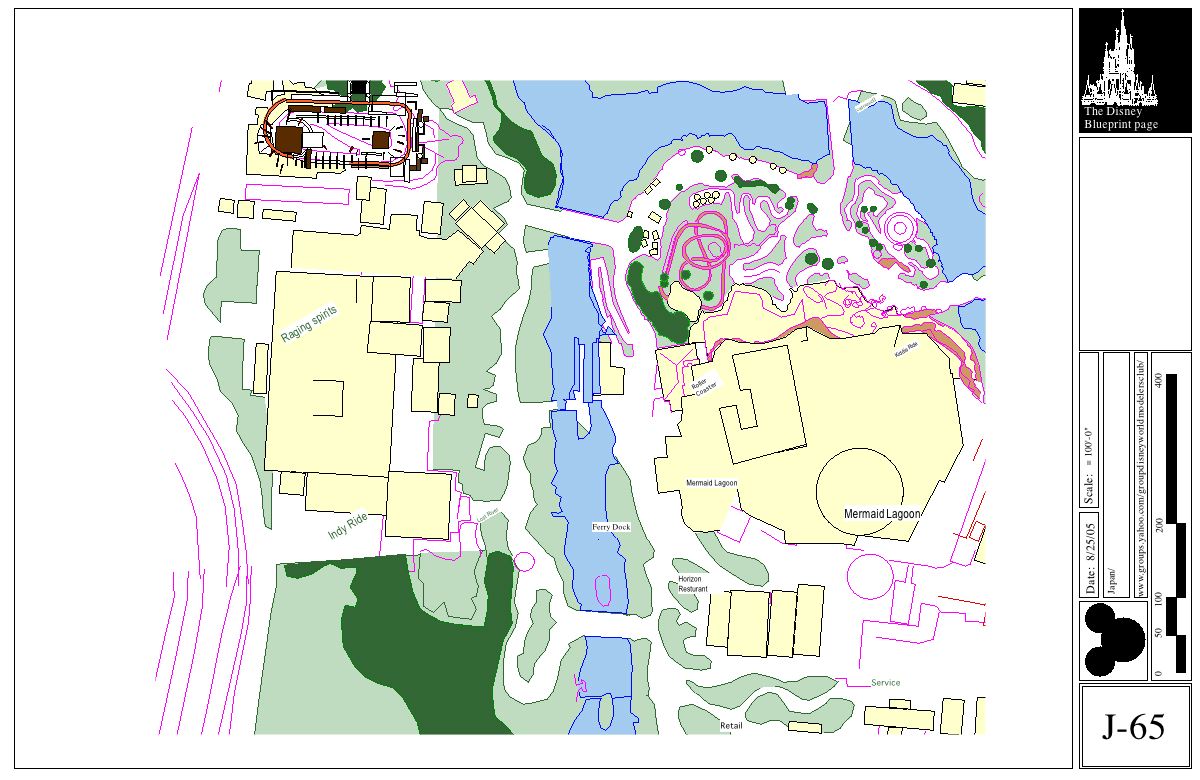 Raging spirits
Indy Ride
Lost River
Ferry Dock
Roller
Coaster
Kiddie Ride
Mermaid Lagoon
Mermaid Lagoon
Horizon
Resturant
Service
Retail
The Disney
Blueprint page
www.groups.yahoo.com/groupdisneyworldmodelersclub/
Scale: = 100'-0"
Date: 8/25/05
Japan/
0 50 100 200 400
J-65